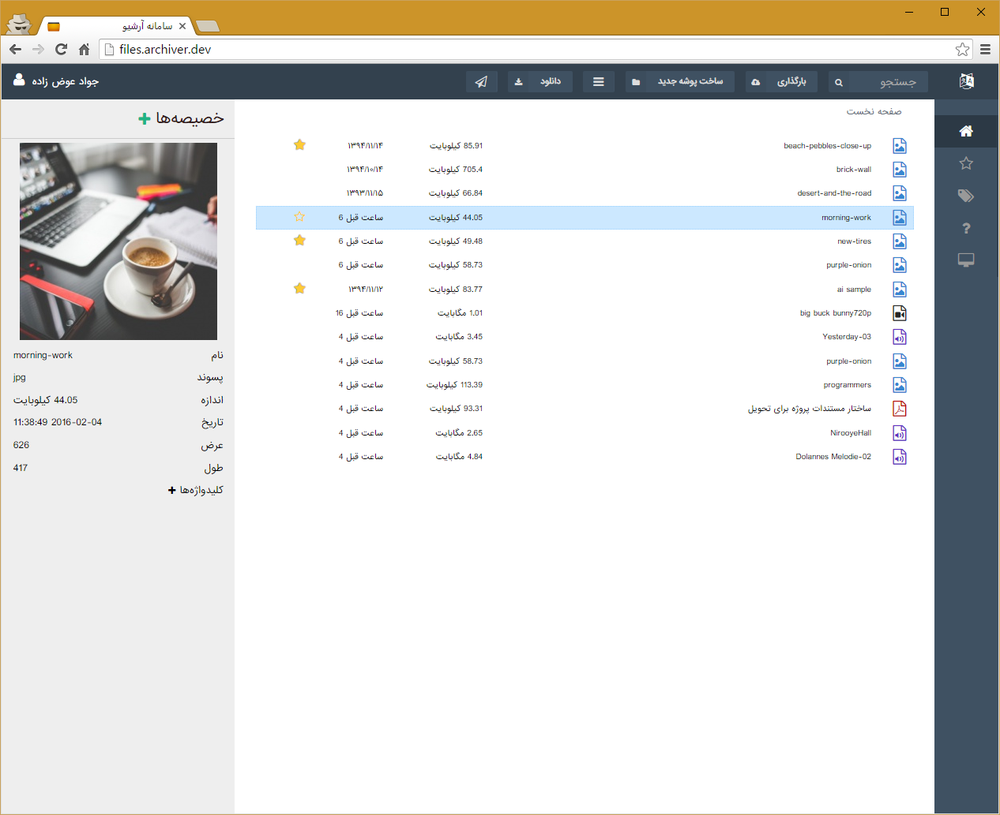 سامانه آرشیو
files.archiver.dev
جستجو
بارگذاری
ساخت پوشه جدید
دانلود
جواد عوض زاده
صفحه نخست
beach-pebbles-close-up 85.91 کیلوبایت ۱۳۹۴/۱۱/۱۴
brick-wall 705.4 کیلوبایت ۱۳۹۴/۱۰/۱۴
desert-and-the-road 66.84 کیلوبایت ۱۳۹۳/۱۱/۱۵
morning-work 44.05 کیلوبایت 6 ساعت قبل
new-tires 49.48 کیلوبایت 6 ساعت قبل
purple-onion 58.73 کیلوبایت 6 ساعت قبل
ai sample 83.77 کیلوبایت ۱۳۹۴/۱۱/۱۲
big buck bunny720p 1.01 مگابایت 16 ساعت قبل
Yesterday-03 3.45 مگابایت 4 ساعت قبل
purple-onion 58.73 کیلوبایت 4 ساعت قبل
programmers 113.39 کیلوبایت 4 ساعت قبل
ساختار مستندات پروژه برای تحویل 93.31 کیلوبایت 4 ساعت قبل
NirooyeHall 2.65 مگابایت 4 ساعت قبل
Dolannes Melodie-02 4.84 مگابایت 4 ساعت قبل
خصیصه‌ها
نام morning-work
پسوند jpg
اندازه 44.05 کیلوبایت
تاریخ 2016-02-04 11:38:49
عرض 626
طول 417
کلیدواژه‌ها